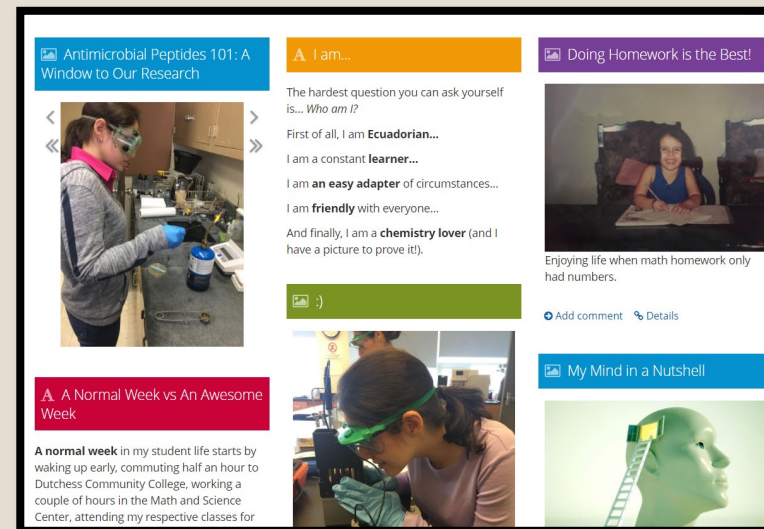 Antimicrobial Peptides 101: A
Window to Our Research
A Normal Week vs An Awesome
Week
A normal week in my student life starts by
waking up early, commuting half an hour to
Dutchess Community College, working a
couple of hours in the Math and Science
Center, attending my respective classes for
I am...
The hardest question you can ask yourself
is... Who am I?
First of all, I am Ecuadorian...
I am a constant learner...
I am an easy adapter of circumstances...
I am friendly with everyone...
And finally, I am a chemistry lover (and I
have a picture to prove it!).
:)
Doing Homework is the Best!
Enjoying life when math homework only
had numbers.
Add comment Details
My Mind in a Nutshell